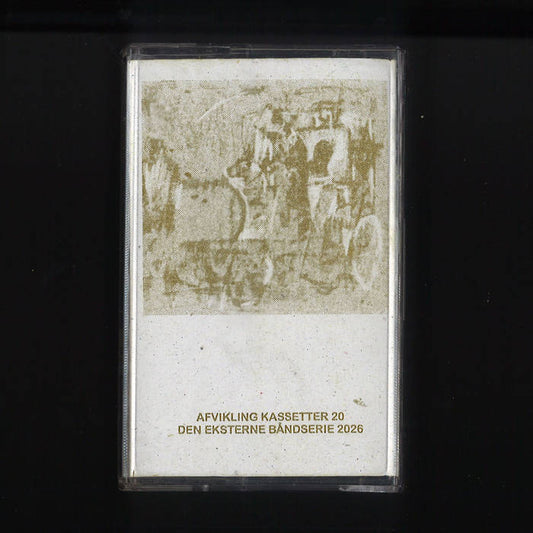 AFVIKLING KASSETTER 20
DEN EKSTERNE BÅNDSERIE 2026